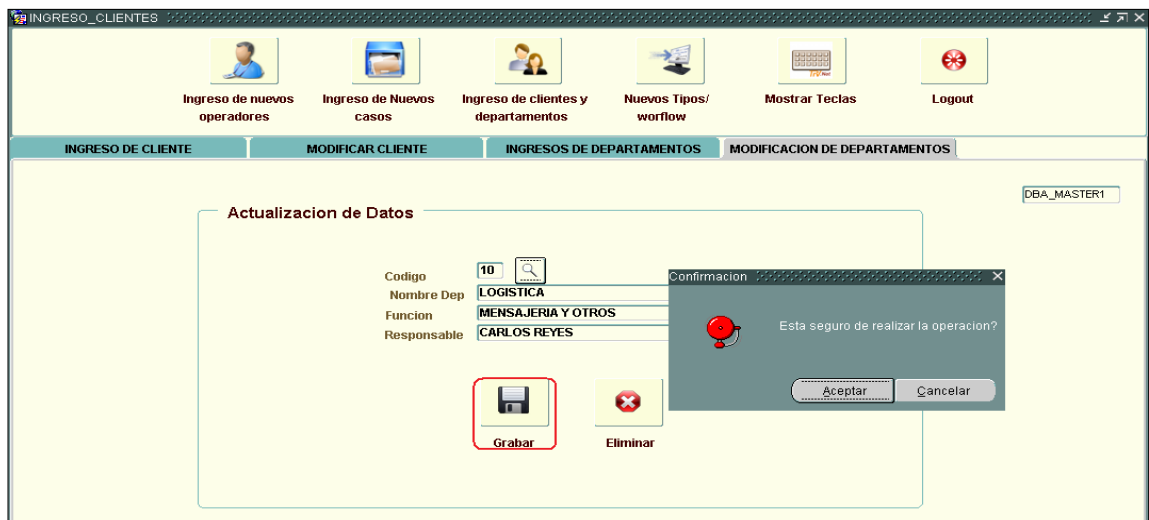 INGRESO_CLIENTES
Ingreso de nuevos operadores
Ingreso de Nuevos casos
Ingreso de clientes y departamentos
Nuevos Tipos/ worflow
Mostrar Teclas
Logout
INGRESO DE CLIENTE
MODIFICAR CLIENTE
INGRESOS DE DEPARTAMENTOS
MODIFICACION DE DEPARTAMENTOS
DBA_MASTER1
Actualizacion de Datos
Codigo 10
Nombre Dep LOGISTICA
Funcion MENSAJERIA Y OTROS
Responsable CARLOS REYES
Confirmacion
Esta seguro de realizar la operacion?
Aceptar
Cancelar
Grabar
Eliminar